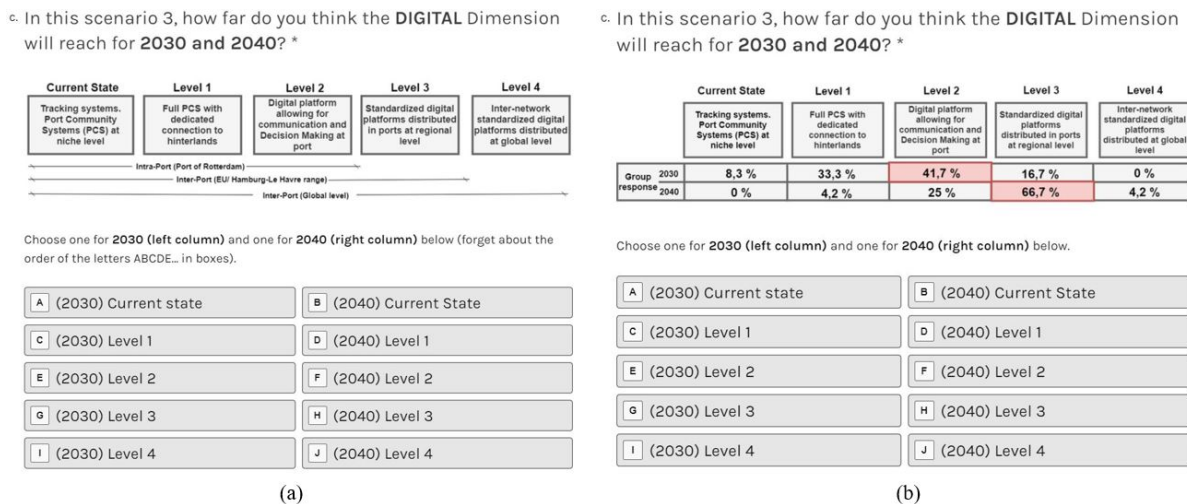 c. In this scenario 3, how far do you think the DIGITAL Dimension
will reach for 2030 and 2040? *
Current State Level 1 Level 2 Level 3 Level 4
Tracking systems.
Port Community
Systems (PCS) at
niche level
Full PCS with
dedicated
connection to
hinterlands
Digital platform
allowing for
communication and
Decision Making at
port
Standardized digital
platforms distributed
in ports at regional
level
Inter-network
standardized digital
platforms distributed
at global level
Intra-Port (Port of Rotterdam)
Inter-Port (EU/ Hamburg-Le Havre range)
Inter-Port (Global level)
Choose one for 2030 (left column) and one for 2040 (right column) below (forget about the
order of the letters ABCDE... in boxes).
A (2030) Current state B (2040) Current State
C (2030) Level 1 D (2040) Level 1
E (2030) Level 2 F (2040) Level 2
G (2030) Level 3 H (2040) Level 3
I (2030) Level 4 J (2040) Level 4
(a)
c. In this scenario 3, how far do you think the DIGITAL Dimension
will reach for 2030 and 2040? *
Current State Level 1 Level 2 Level 3 Level 4
Tracking systems.
Port Community
Systems (PCS) at
niche level
Full PCS with
dedicated
connection to
hinterlands
Digital platform
allowing for
communication and
Decision Making at
port
Standardized digital
platforms
distributed in ports
at regional level
Inter-network
standardized digital
platforms
distributed at global
level
Group response
2030 8,3 % 33,3 % 41,7 % 16,7 % 0 %
2040 0 % 4,2 % 25 % 66,7 % 4,2 %
Choose one for 2030 (left column) and one for 2040 (right column) below.
A (2030) Current state B (2040) Current State
C (2030) Level 1 D (2040) Level 1
E (2030) Level 2 F (2040) Level 2
G (2030) Level 3 H (2040) Level 3
I (2030) Level 4 J (2040) Level 4
(b)